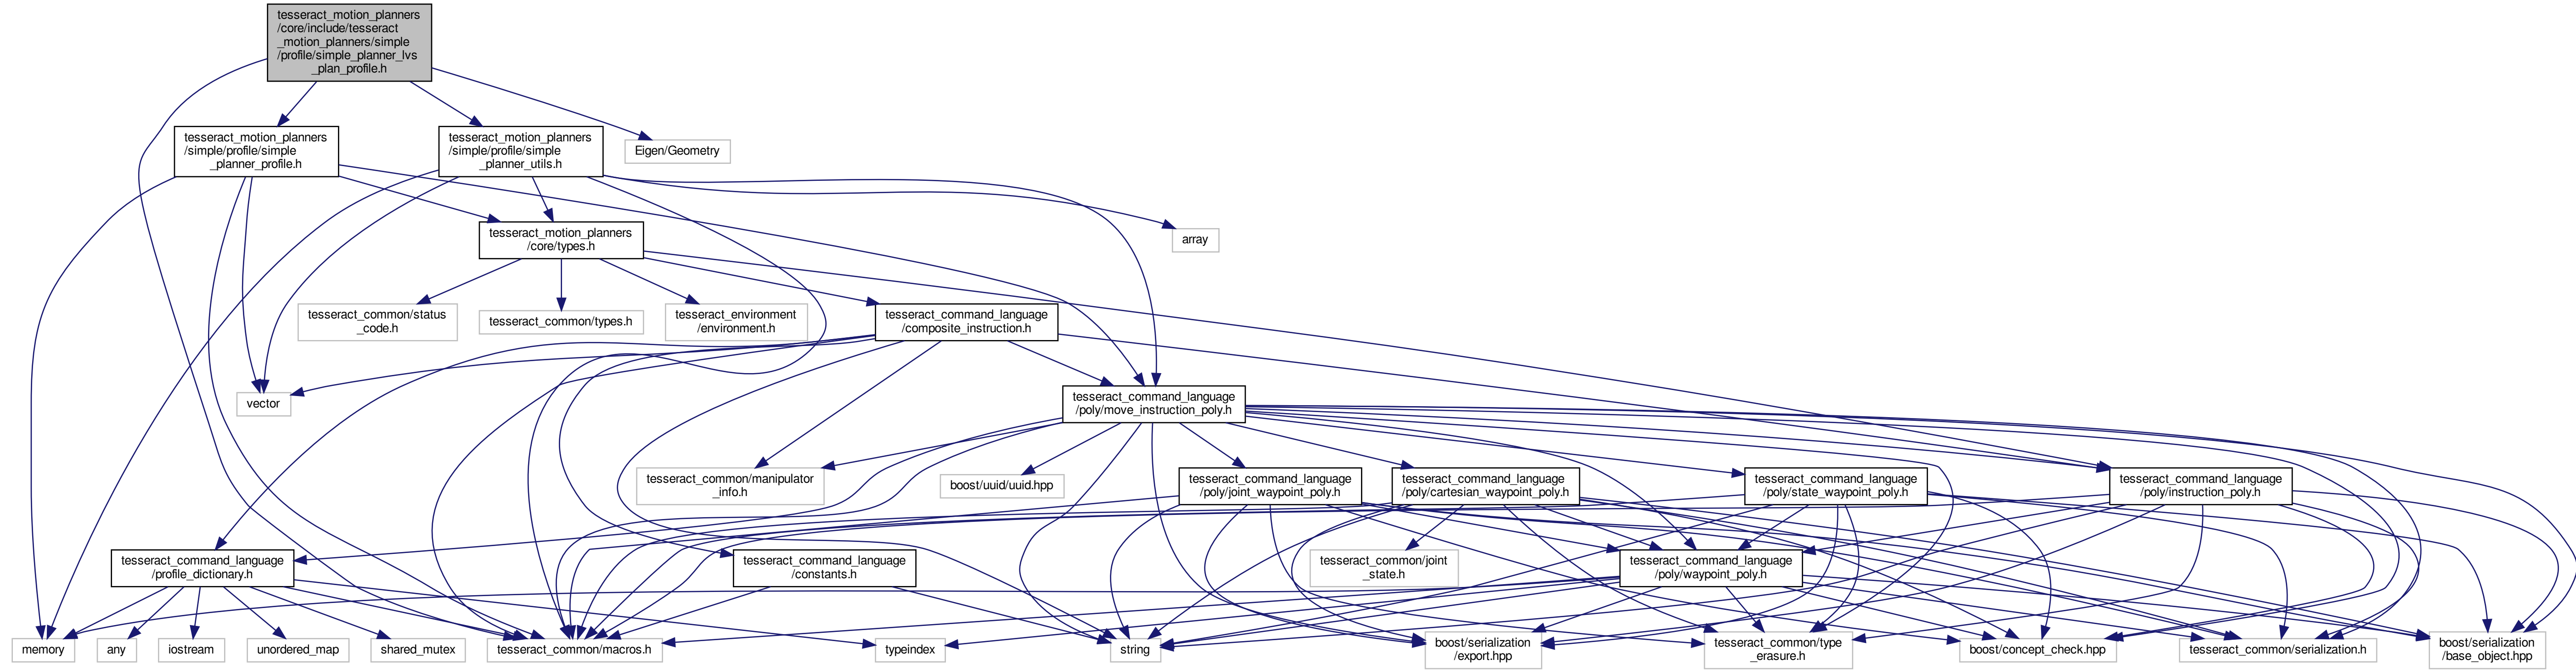 tesseract_motion_planners
/core/include/tesseract
_motion_planners/simple
/profile/simple_planner_lvs
_plan_profile.h
tesseract_motion_planners
/simple/profile/simple
_planner_profile.h
tesseract_motion_planners
/simple/profile/simple
_planner_utils.h
Eigen/Geometry
tesseract_motion_planners
/core/types.h
array
tesseract_common/status
_code.h
tesseract_common/types.h
tesseract_environment
/environment.h
tesseract_command_language
/composite_instruction.h
vector
tesseract_command_language
/poly/move_instruction_poly.h
tesseract_common/manipulator
_info.h
boost/uuid/uuid.hpp
tesseract_command_language
/poly/joint_waypoint_poly.h
tesseract_command_language
/poly/cartesian_waypoint_poly.h
tesseract_command_language
/poly/state_waypoint_poly.h
tesseract_command_language
/poly/instruction_poly.h
tesseract_command_language
/profile_dictionary.h
tesseract_command_language
/constants.h
tesseract_common/joint
_state.h
tesseract_command_language
/poly/waypoint_poly.h
memory
any
iostream
unordered_map
shared_mutex
tesseract_common/macros.h
typeindex
string
boost/serialization
/export.hpp
tesseract_common/type
_erasure.h
boost/concept_check.hpp
tesseract_common/serialization.h
boost/serialization
/base_object.hpp